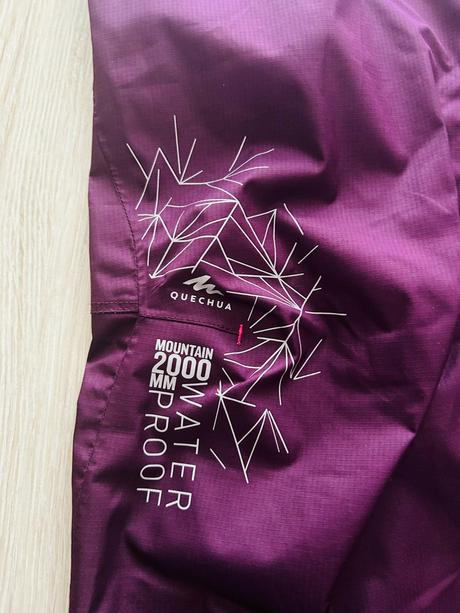 QUECHUA
MOUNTAIN
2000
MM
WATER
PROOF